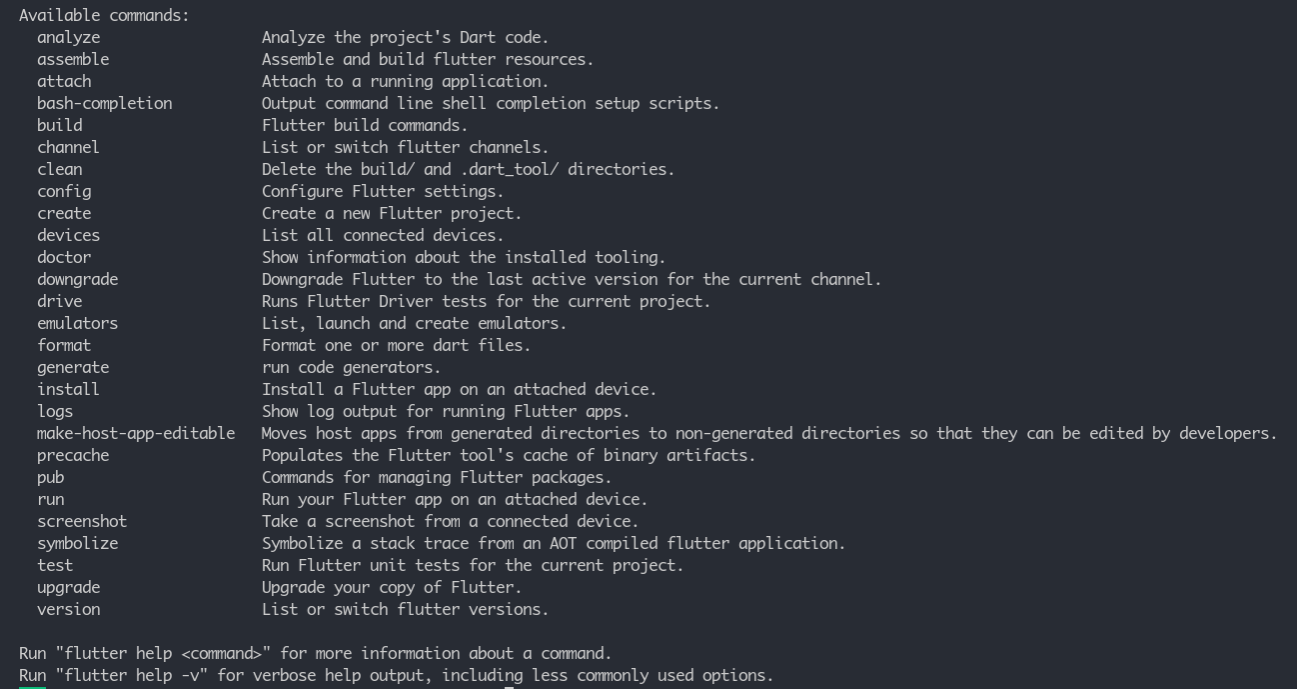 Available commands:
  analyze                  Analyze the project's Dart code.
  assemble                 Assemble and build flutter resources.
  attach                   Attach to a running application.
  bash-completion          Output command line shell completion setup scripts.
  build                    Flutter build commands.
  channel                  List or switch flutter channels.
  clean                    Delete the build/ and .dart_tool/ directories.
  config                   Configure Flutter settings.
  create                   Create a new Flutter project.
  devices                  List all connected devices.
  doctor                   Show information about the installed tooling.
  downgrade                Downgrade Flutter to the last active version for the current channel.
  drive                    Runs Flutter Driver tests for the current project.
  emulators                List, launch and create emulators.
  format                   Format one or more dart files.
  generate                 run code generators.
  install                  Install a Flutter app on an attached device.
  logs                     Show log output for running Flutter apps.
  make-host-app-editable   Moves host apps from generated directories to non-generated directories so that they can be edited by developers.
  precache                 Populates the Flutter tool's cache of binary artifacts.
  pub                      Commands for managing Flutter packages.
  run                      Run your Flutter app on an attached device.
  screenshot               Take a screenshot from a connected device.
  symbolize                Symbolize a stack trace from an AOT compiled flutter application.
  test                     Run Flutter unit tests for the current project.
  upgrade                  Upgrade your copy of Flutter.
  version                  List or switch flutter versions.

Run "flutter help <command>" for more information about a command.
Run "flutter help -v" for verbose help output, including less commonly used options.